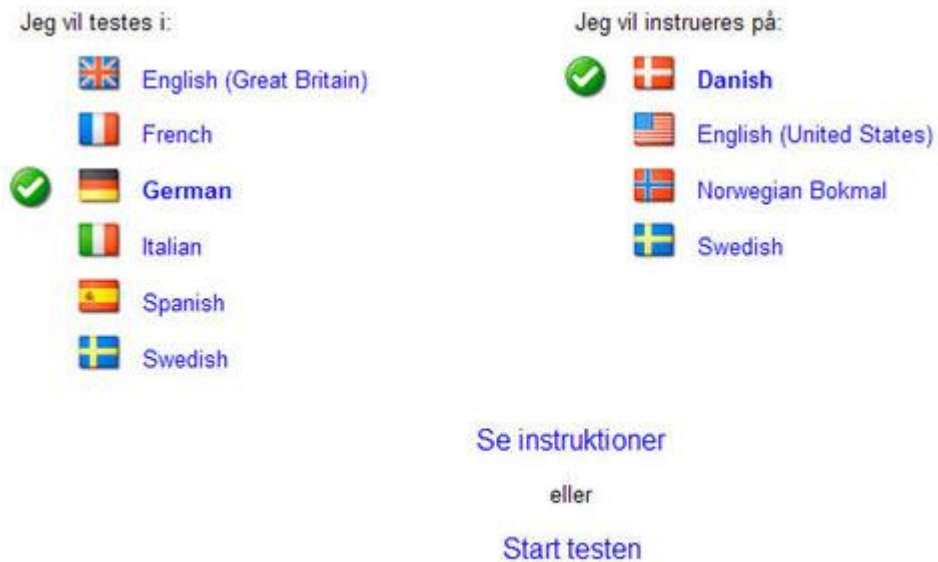 Jeg vil testes i:
English (Great Britain)
French
German
Italian
Spanish
Swedish
Jeg vil instrueres på:
Danish
English (United States)
Norwegian Bokmal
Swedish
Se instruktioner
eller
Start testen